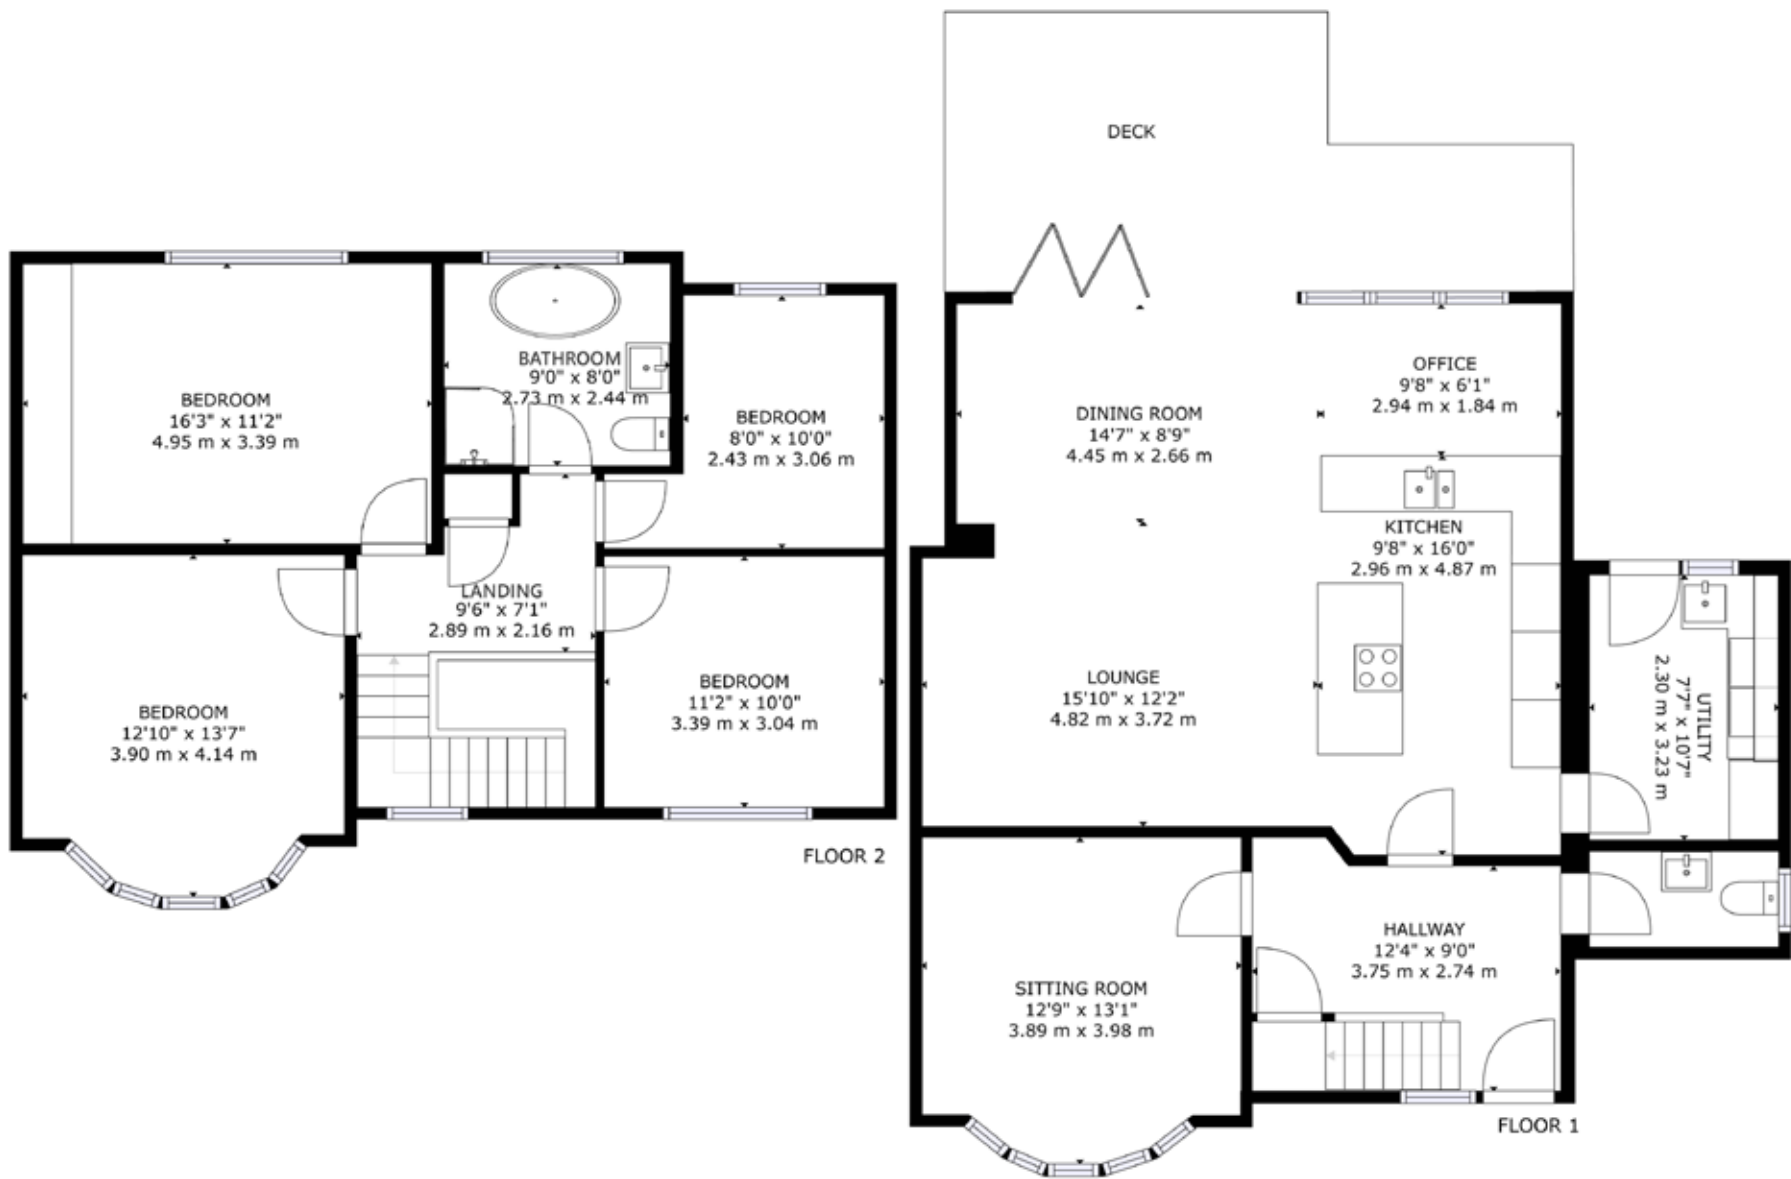 BEDROOM
16'3" x 11'2"
4.95 m x 3.39 m
BATHROOM
9'0" x 8'0"
2.73 m x 2.44 m
BEDROOM
8'0" x 10'0"
2.43 m x 3.06 m
LANDING
9'6" x 7'1"
2.89 m x 2.16 m
BEDROOM
12'10" x 13'7"
3.90 m x 4.14 m
BEDROOM
11'2" x 10'0"
3.39 m x 3.04 m
FLOOR 2
DECK
DINING ROOM
14'7" x 8'9"
4.45 m x 2.66 m
OFFICE
9'8" x 6'1"
2.94 m x 1.84 m
KITCHEN
9'8" x 16'0"
2.96 m x 4.87 m
LOUNGE
15'10" x 12'2"
4.82 m x 3.72 m
UTILITY
7'7" x 10'7"
2.30 m x 3.23 m
HALLWAY
12'4" x 9'0"
3.75 m x 2.74 m
SITTING ROOM
12'9" x 13'1"
3.89 m x 3.98 m
FLOOR 1